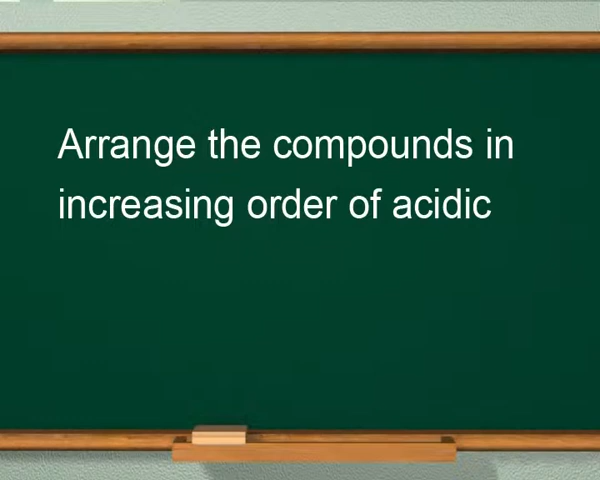 Arrange the compounds in
increasing order of acidic